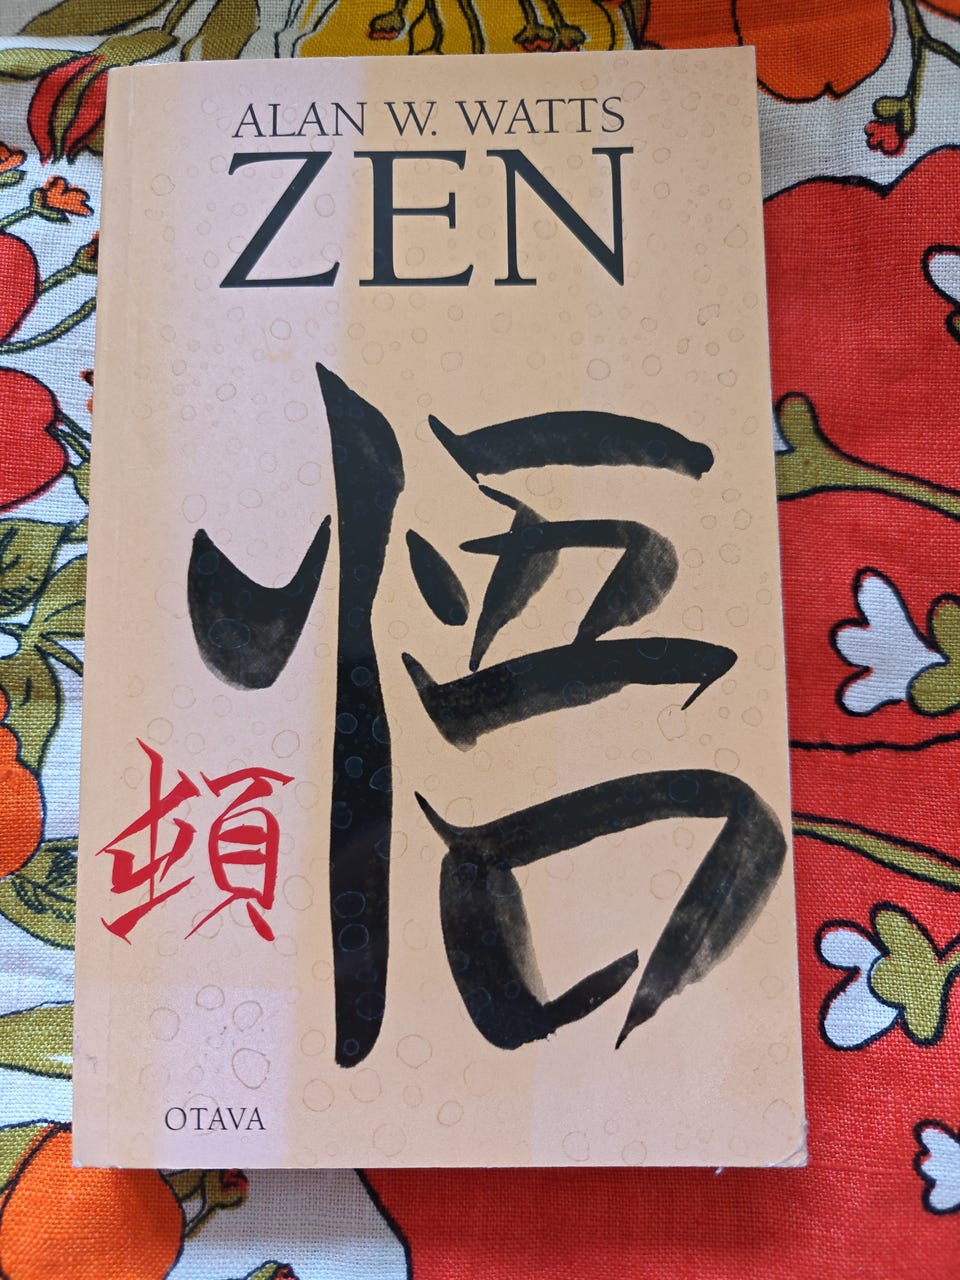 ALAN W. WATTS
ZEN
悟
頓
OTAVA